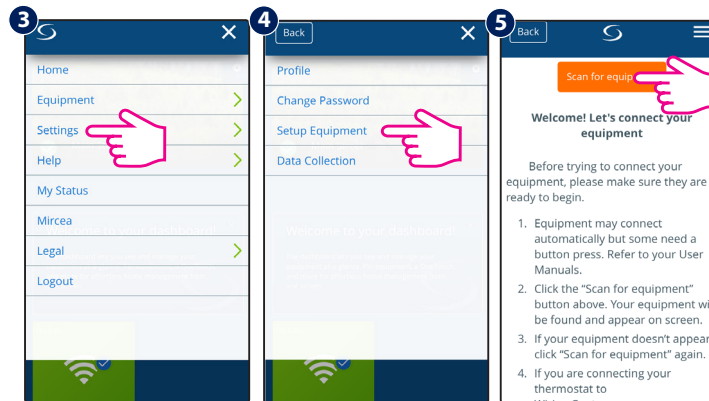 3
Home
Equipment
Settings
Help
My Status
Mircea
Legal
Logout
4
Back
Profile
Change Password
Setup Equipment
Data Collection
Welcome to your Dashboard!
5
Back
Scan for equip
Welcome! Let's connect your
equipment
Before trying to connect your
equipment, please make sure they are
ready to begin.
1. Equipment may connect
automatically but some need a
button press. Refer to your User
Manuals.
2. Click the “Scan for equipment”
button above. Your equipment wi
be found and appear on screen.
3. If your equipment doesn’t appear
click “Scan for equipment” again.
4. If you are connecting your
thermostat to